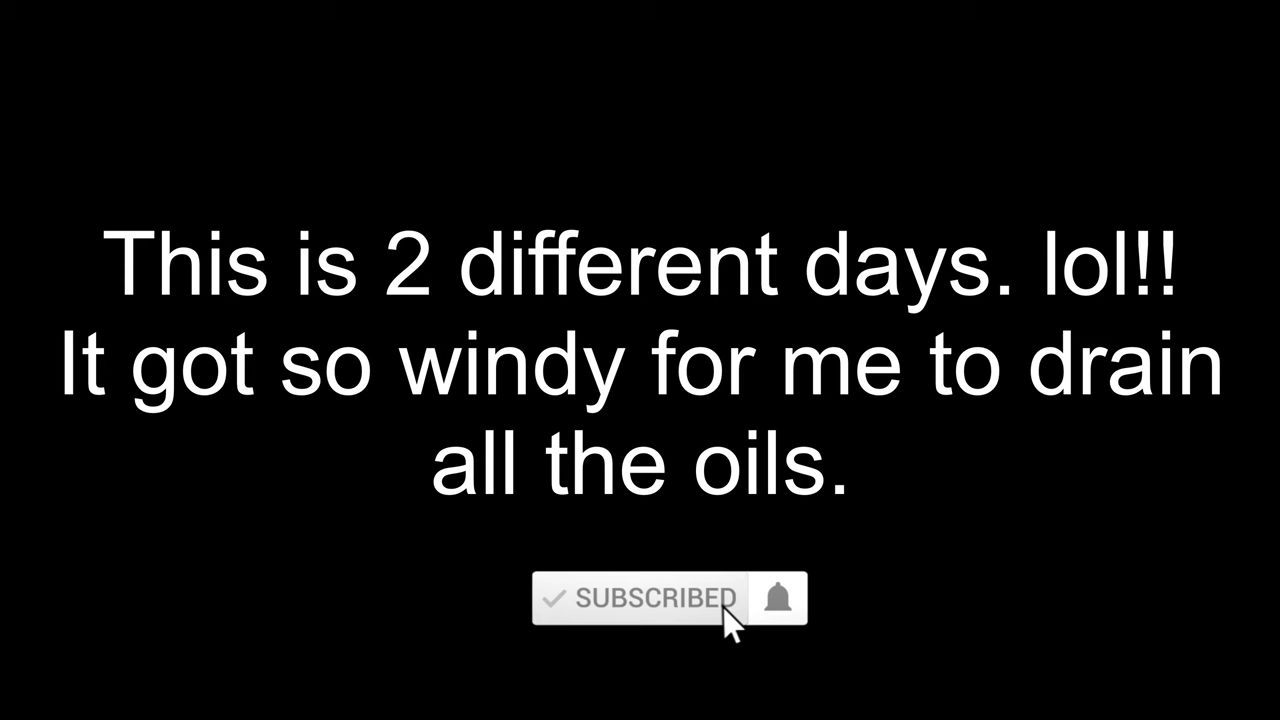 This is 2 different days. lol!!
It got so windy for me to drain
all the oils.
SUBSCRIBED